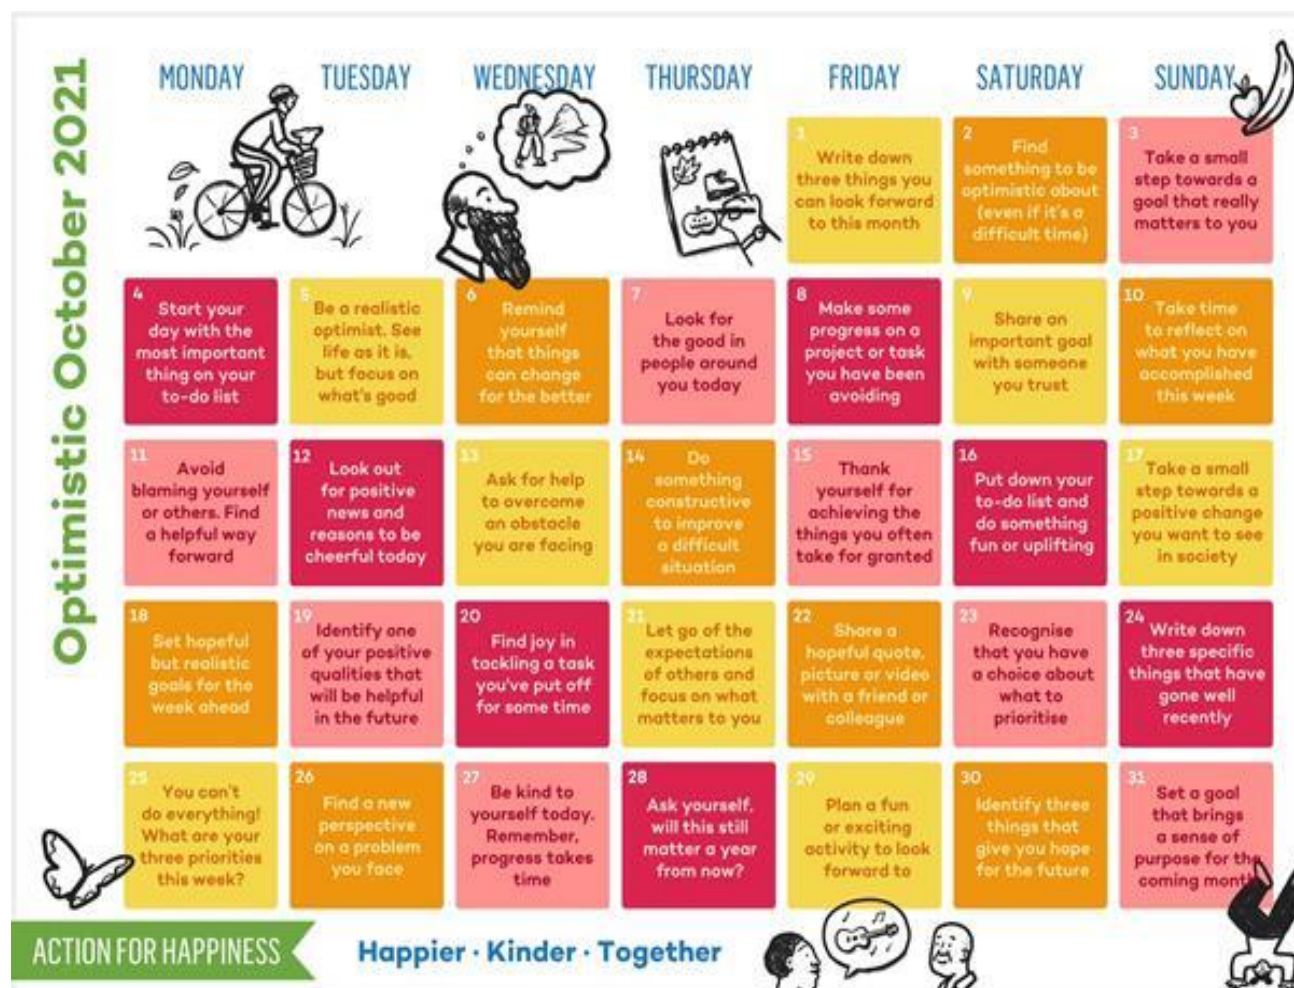 Optimistic October 2021
MONDAY
TUESDAY
WEDNESDAY
THURSDAY
FRIDAY
SATURDAY
SUNDAY
1
Write down
three things you
can look forward
to this month
2
Find
something to be
optimistic about
(even if it's a
difficult time)
3
Take a small
step towards a
goal that really
matters to you
4
Start your
day with the
most important
thing on your
to-do list
5
Be a realistic
optimist. See
life as it is,
but focus on
what's good
6
Remind
yourself
that things
can change
for the better
7
Look for
the good in
people around
you today
8
Make some
progress on a
project or task
you have been
avoiding
9
Share an
important goal
with someone
you trust
10
Take time
to reflect on
what you have
accomplished
this week
11
Avoid
blaming yourself
or others. Find
a helpful way
forward
12
Look out
for positive
news and
reasons to be
cheerful today
13
Ask for help
to overcome
an obstacle
you are facing
14
Do
something
constructive
to improve
a difficult
situation
15
Thank
yourself for
achieving the
things you often
take for granted
16
Put down your
to-do list and
do something
fun or uplifting
17
Take a small
step towards a
positive change
you want to see
in society
18
Set hopeful
but realistic
goals for the
week ahead
19
Identify one
of your positive
qualities that
will be helpful
in the future
20
Find joy in
tackling a task
you've put off
for some time
21
Let go of the
expectations
of others and
focus on what
matters to you
22
Share a
hopeful quote,
picture or video
with a friend or
colleague
23
Recognise
that you have
a choice about
what to
prioritise
24
Write down
three specific
things that have
gone well
recently
25
You can't
do everything!
What are your
three priorities
this week?
26
Find a new
perspective
on a problem
you face
27
Be kind to
yourself today.
Remember,
progress takes
time
28
Ask yourself,
will this still
matter a year
from now?
29
Plan a fun
or exciting
activity to look
forward to
30
Identify three
things that
give you hope
for the future
31
Set a goal
that brings
a sense of
purpose for the
coming month
ACTION FOR HAPPINESS
Happier · Kinder · Together